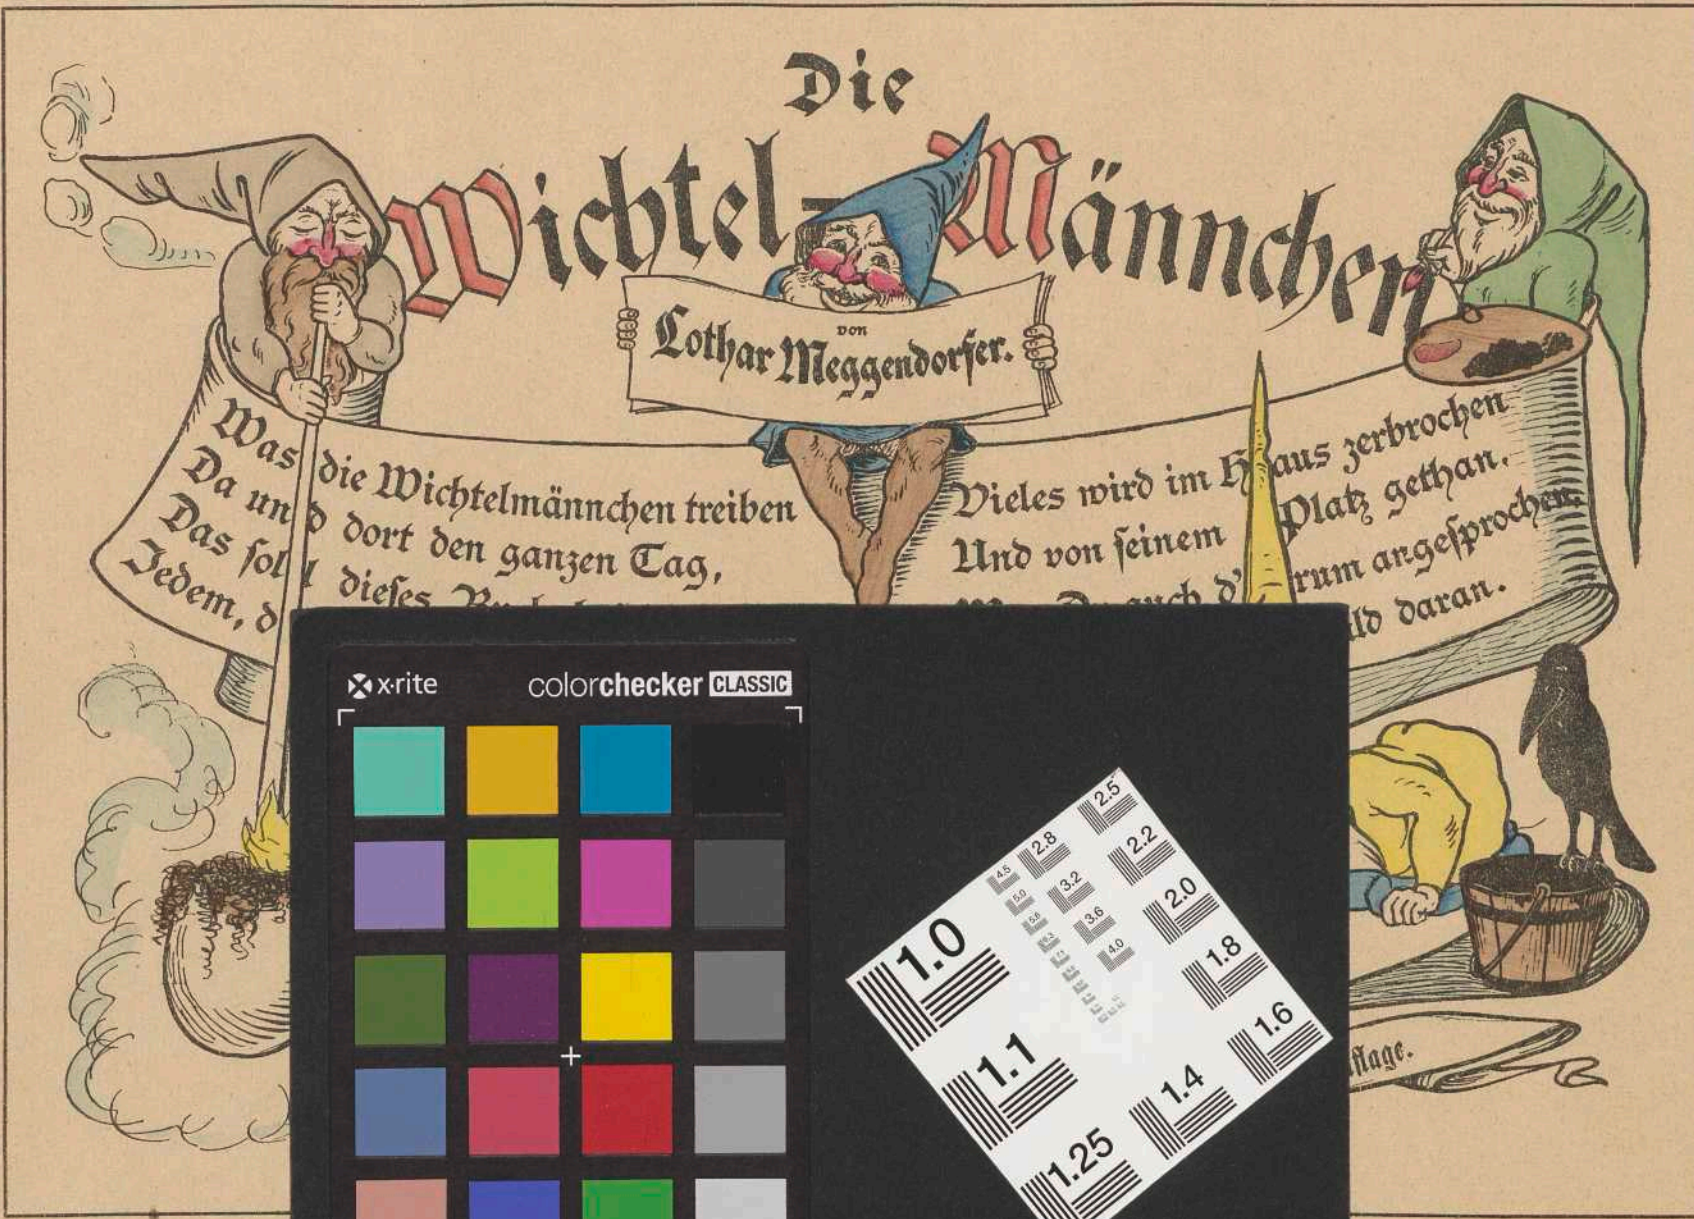 Die
Wichtel-Männchen
von
Lothar Meggendorfer.
Was die Wichtelmännchen treiben
Da und dort den ganzen Tag,
Das soll dieses
Jedem, d
Vieles wird im Haus zerbrochen
Und von seinem Platz gethan.
Du auch d'rum angesprochen
ld daran.
flage.
x-rite
colorchecker CLASSIC
2.5
2.8
2.2
4.5
3.2
5.0
2.0
3.6
5.6
4.0
1.0
1.8
1.6
1.1
1.4
1.25